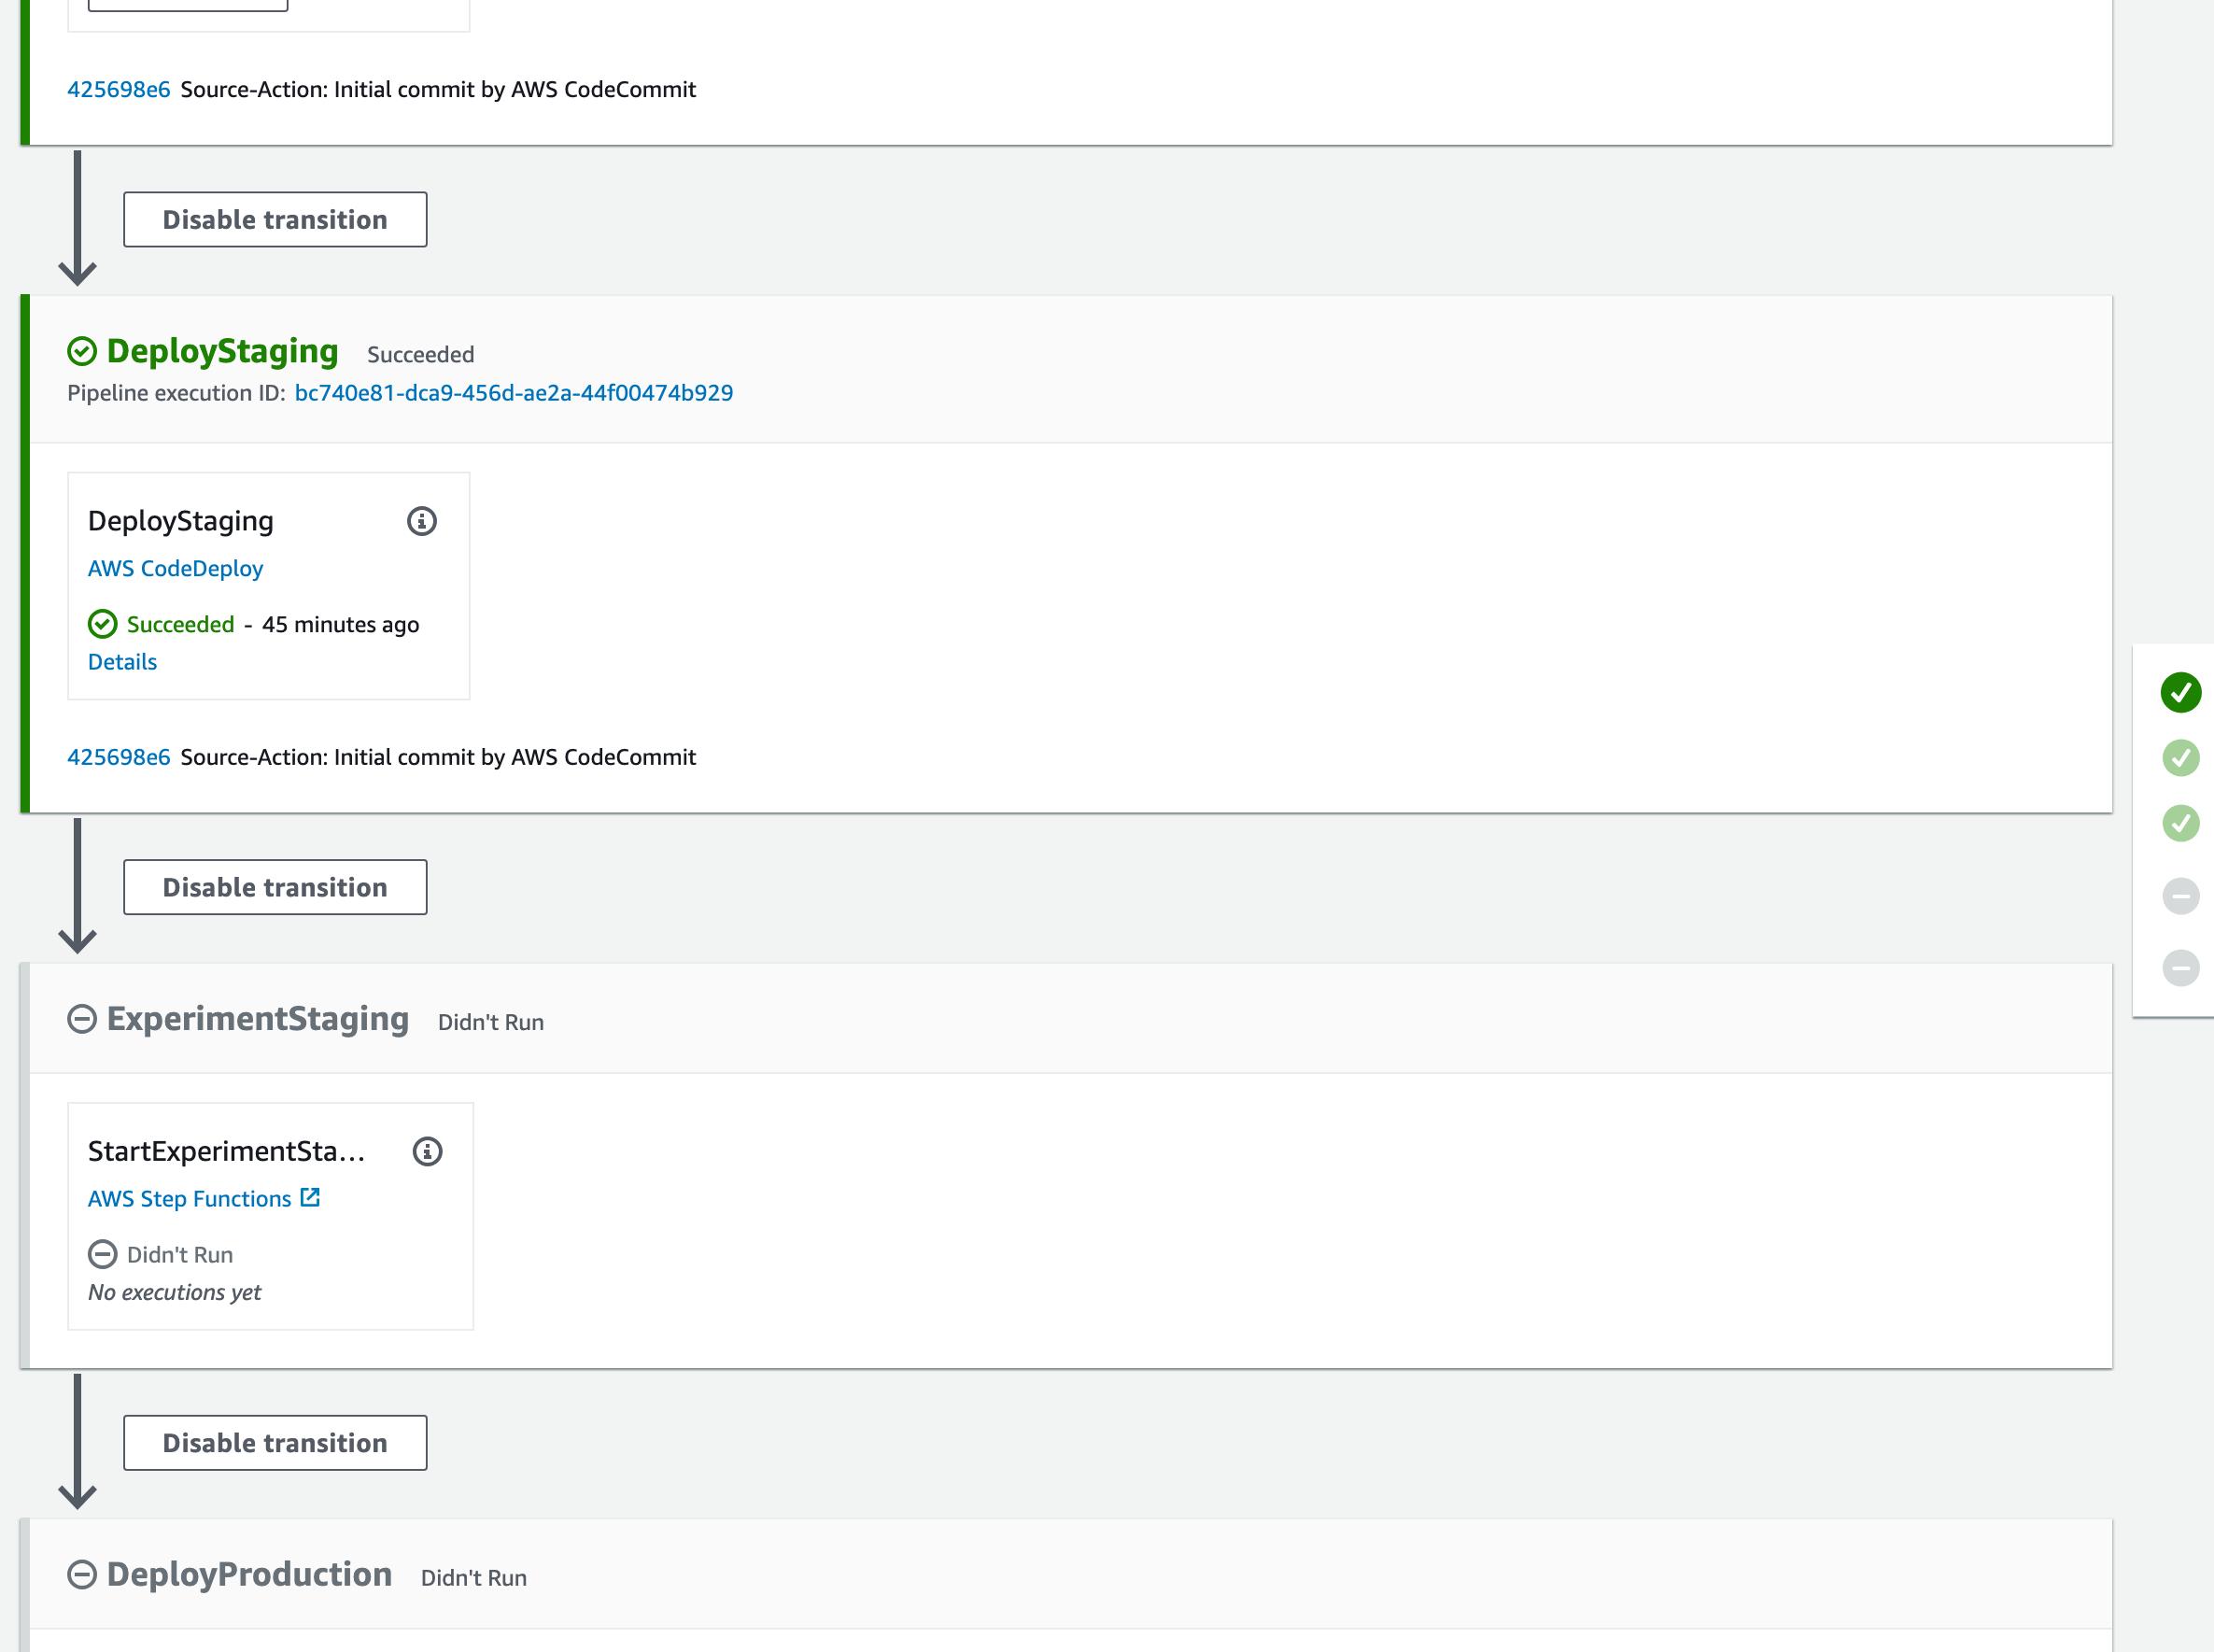 425698e6 Source-Action: Initial commit by AWS CodeCommit
Disable transition
DeployStaging Succeeded
Pipeline execution ID: bc740e81-dca9-456d-ae2a-44f00474b929
DeployStaging
AWS CodeDeploy
Succeeded - 45 minutes ago
Details
425698e6 Source-Action: Initial commit by AWS CodeCommit
Disable transition
ExperimentStaging Didn't Run
StartExperimentSta...
AWS Step Functions
Didn't Run
No executions yet
Disable transition
DeployProduction Didn't Run